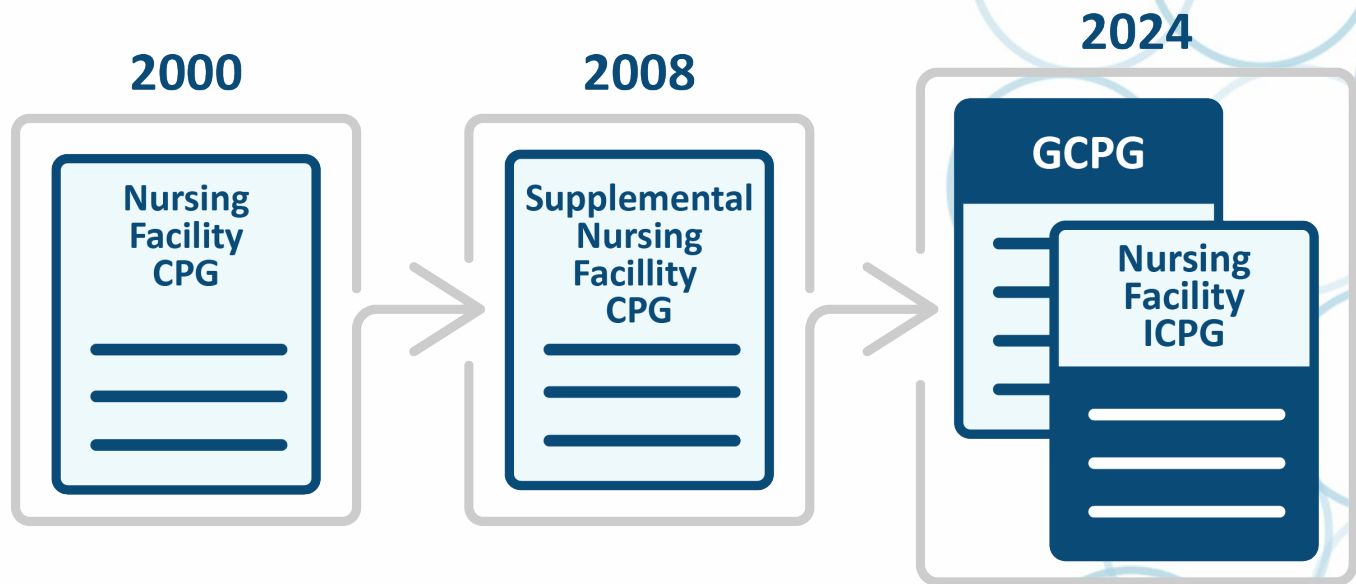 2000
Nursing
Facility
CPG
2008
Supplemental
Nursing
Facillity
CPG
2024
GCPG
Nursing
Facility
ICPG